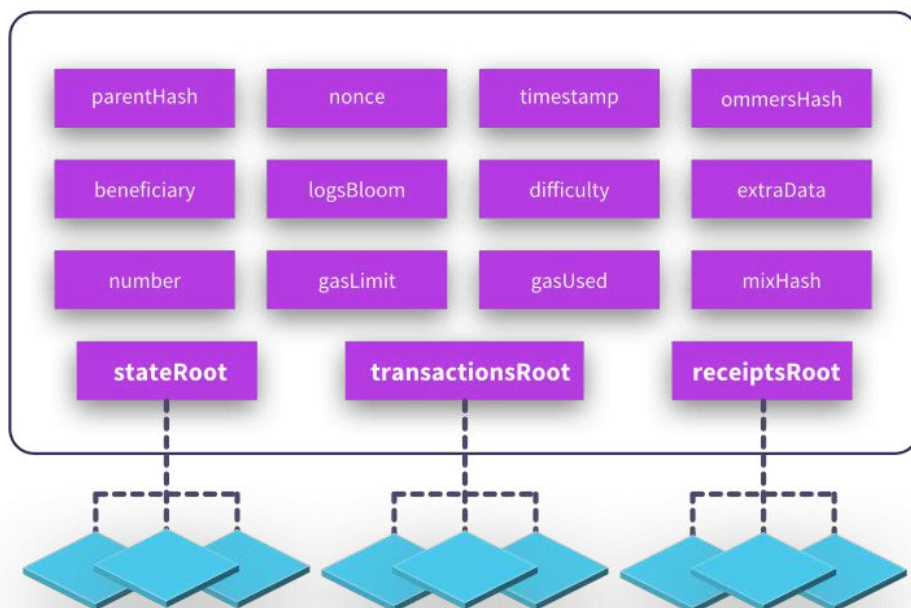 parentHash nonce timestamp ommersHash
beneficiary logsBloom difficulty extraData
number gasLimit gasUsed mixHash
stateRoot transactionsRoot receiptsRoot